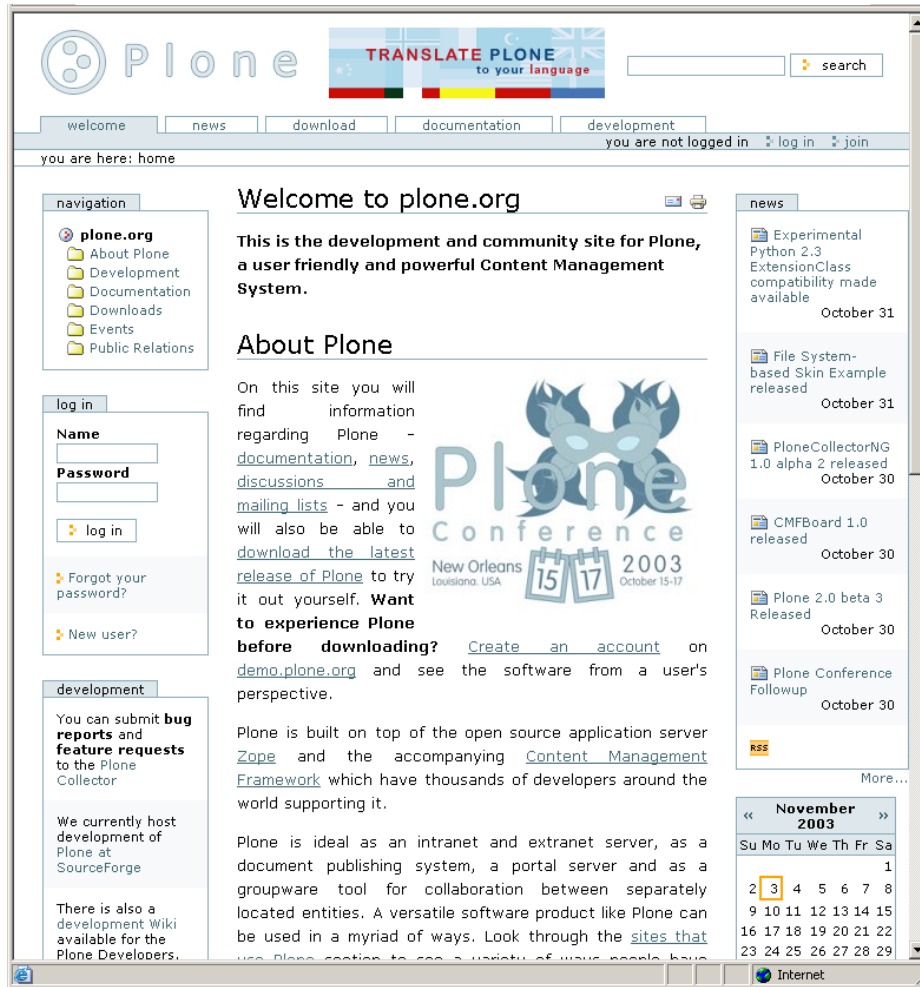 Plone
TRANSLATE PLONE
to your language
search
welcome
news
download
documentation
development
you are not logged in
log in
join
you are here: home
navigation
plone.org
About Plone
Development
Documentation
Downloads
Events
Public Relations
log in
Name
Password
log in
Forgot your
password?
New user?
development
You can submit bug
reports and
feature requests
to the Plone
Collector
We currently host
development of
Plone at
SourceForge
There is also a
development Wiki
available for the
Plone Developers.
Welcome to plone.org
This is the development and community site for Plone,
a user friendly and powerful Content Management
System.
About Plone
On this site you will
find information
regarding Plone –
documentation, news,
discussions and
mailing lists – and you
will also be able to
download the latest
release of Plone to try
it out yourself. Want
to experience Plone
before downloading? Create an account on
demo.plone.org and see the software from a user's
perspective.
Plone
Conference
New Orleans
Louisiana. USA
15 17
2003
October 15-17
Plone is built on top of the open source application server
Zope and the accompanying Content Management
Framework which have thousands of developers around the
world supporting it.
Plone is ideal as an intranet and extranet server, as a
document publishing system, a portal server and as a
groupware tool for collaboration between separately
located entities. A versatile software product like Plone can
be used in a myriad of ways. Look through the sites that
use Plone section to see a variety of ways people have
news
Experimental
Python 2.3
ExtensionClass
compatibility made
available
October 31
File System-
based Skin Example
released
October 31
PloneCollectorNG
1.0 alpha 2 released
October 30
CMFBoard 1.0
released
October 30
Plone 2.0 beta 3
Released
October 30
Plone Conference
Followup
October 30
RSS
More...
« November »
2003
Su Mo Tu We Th Fr Sa
1
2 3 4 5 6 7 8
9 10 11 12 13 14 15
16 17 18 19 20 21 22
23 24 25 26 27 28 29
Internet